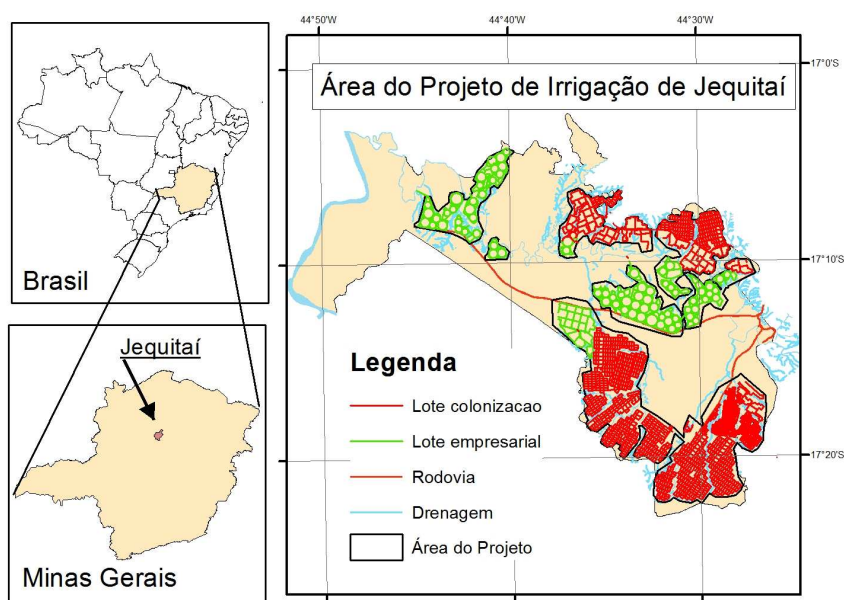 44°50'W
44°40'W
44°30'W
Área do Projeto de Irrigação de Jequitaí
17°0'S
17°10'S
17°20'S
Brasil
Jequitaí
Minas Gerais
Legenda
Lote colonizacao
Lote empresarial
Rodovia
Drenagem
Área do Projeto